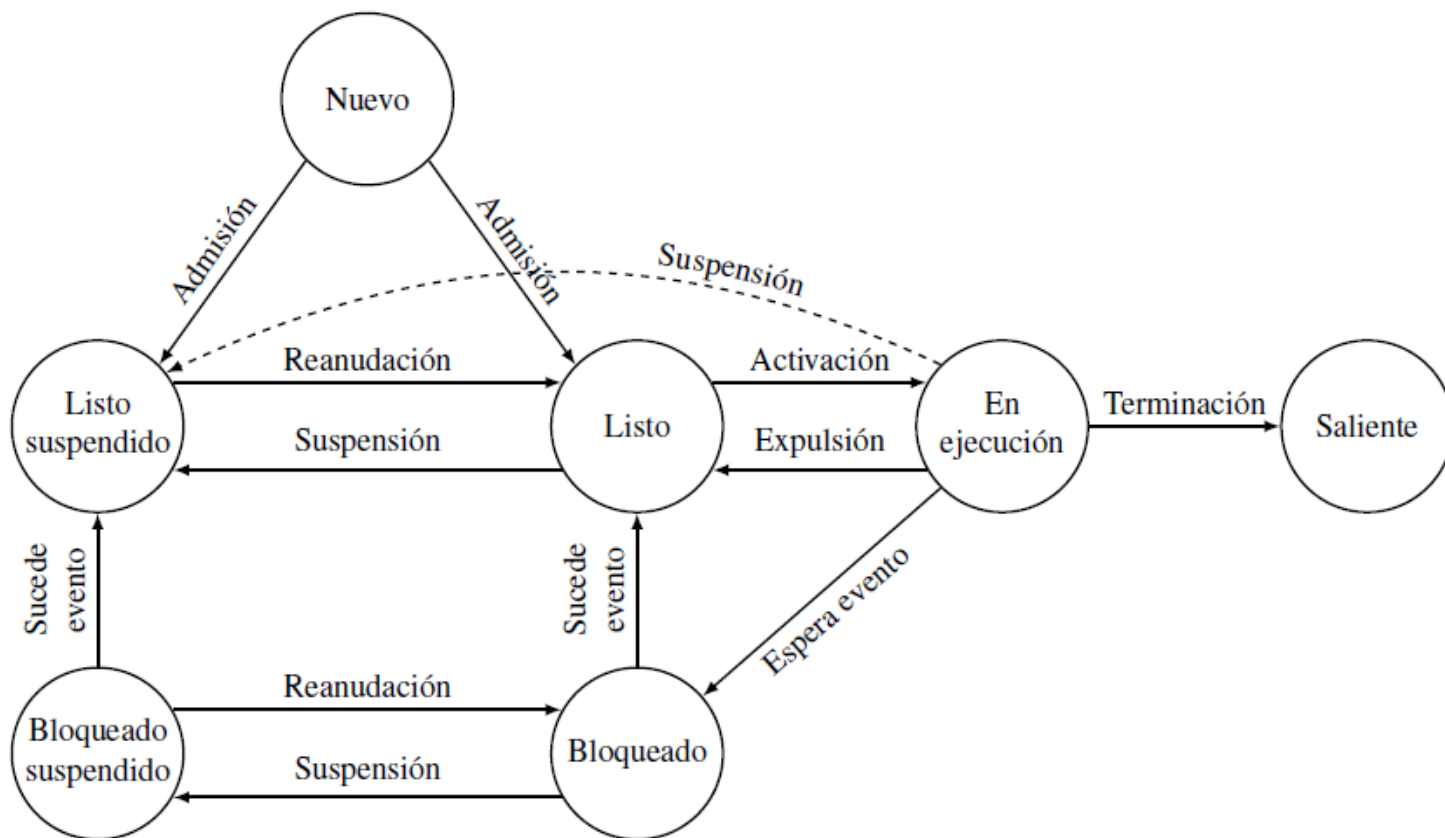 Nuevo
Admisión
Admisión
Suspensión
Reanudación
Activación
Listo
suspendido
Suspensión
Listo
Expulsión
En
ejecución
Terminación
Saliente
Sucede
evento
Sucede
evento
Espera evento
Reanudación
Bloqueado
suspendido
Suspensión
Bloqueado